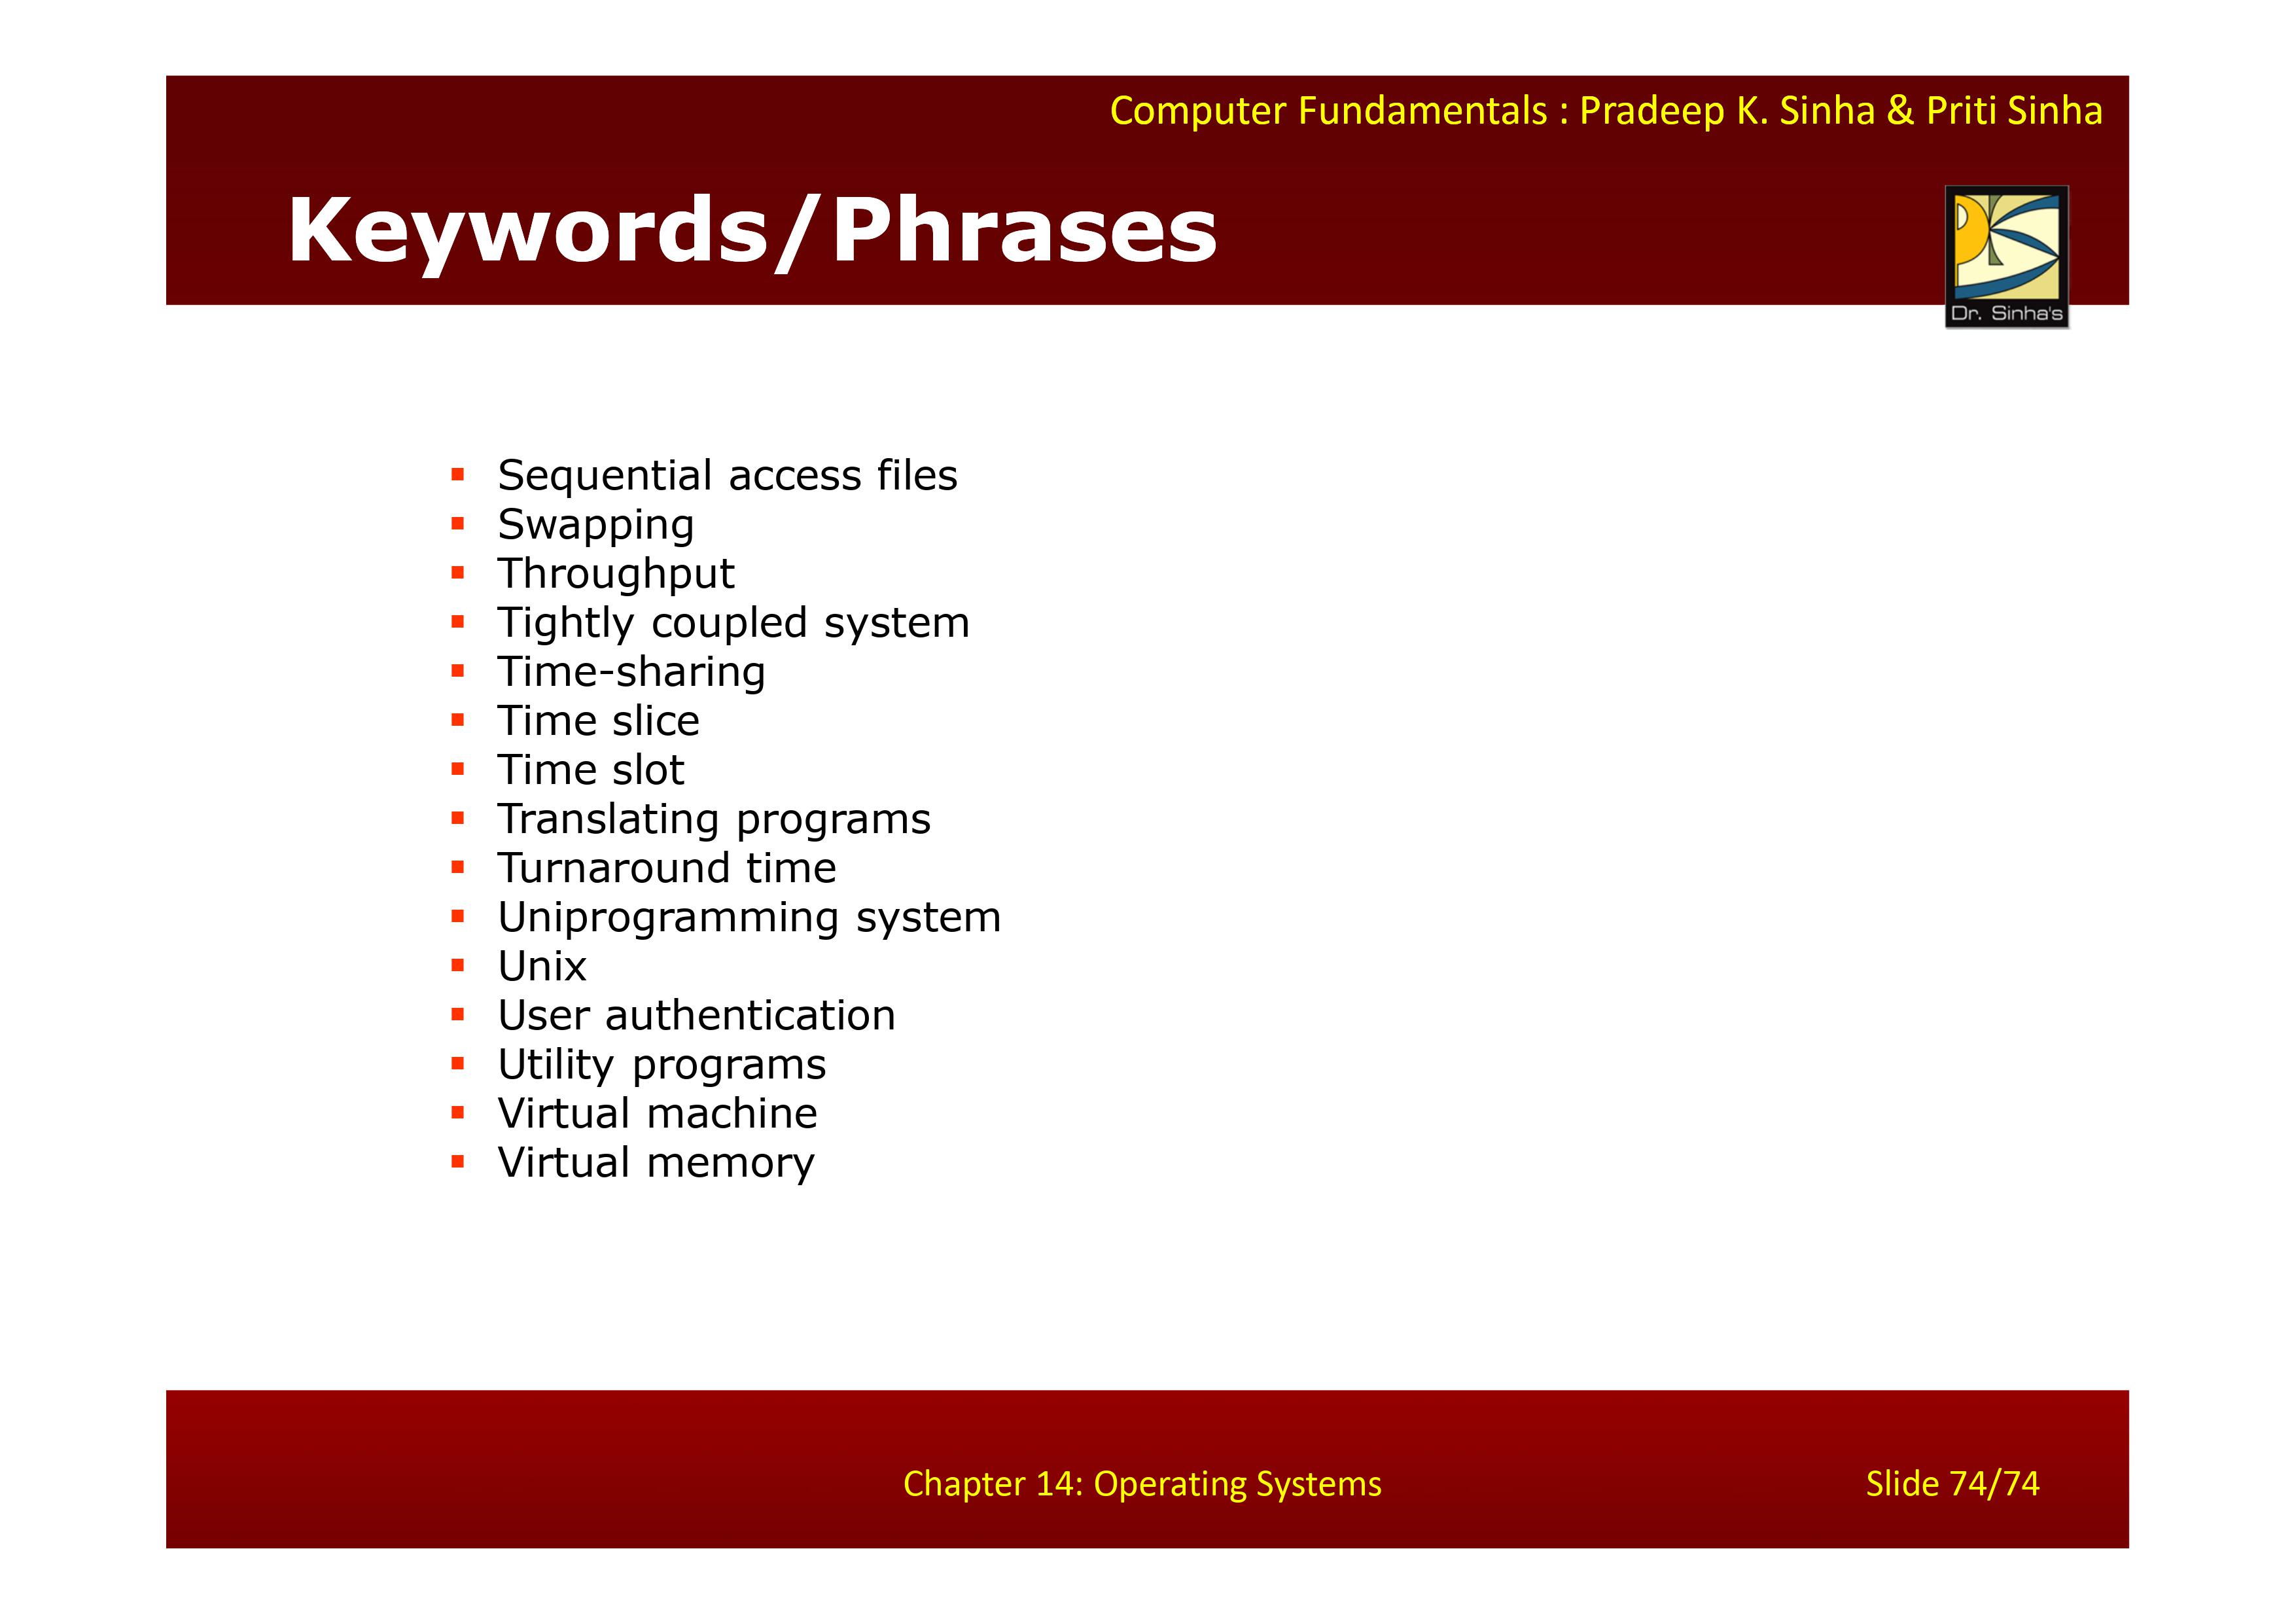 Computer Fundamentals : Pradeep K. Sinha & Priti Sinha
Keywords/Phrases
Dr. Sinha's
▪ Sequential access files
▪ Swapping
▪ Throughput
▪ Tightly coupled system
▪ Time-sharing
▪ Time slice
▪ Time slot
▪ Translating programs
▪ Turnaround time
▪ Uniprogramming system
▪ Unix
▪ User authentication
▪ Utility programs
▪ Virtual machine
▪ Virtual memory
Chapter 14: Operating Systems
Slide 74/74